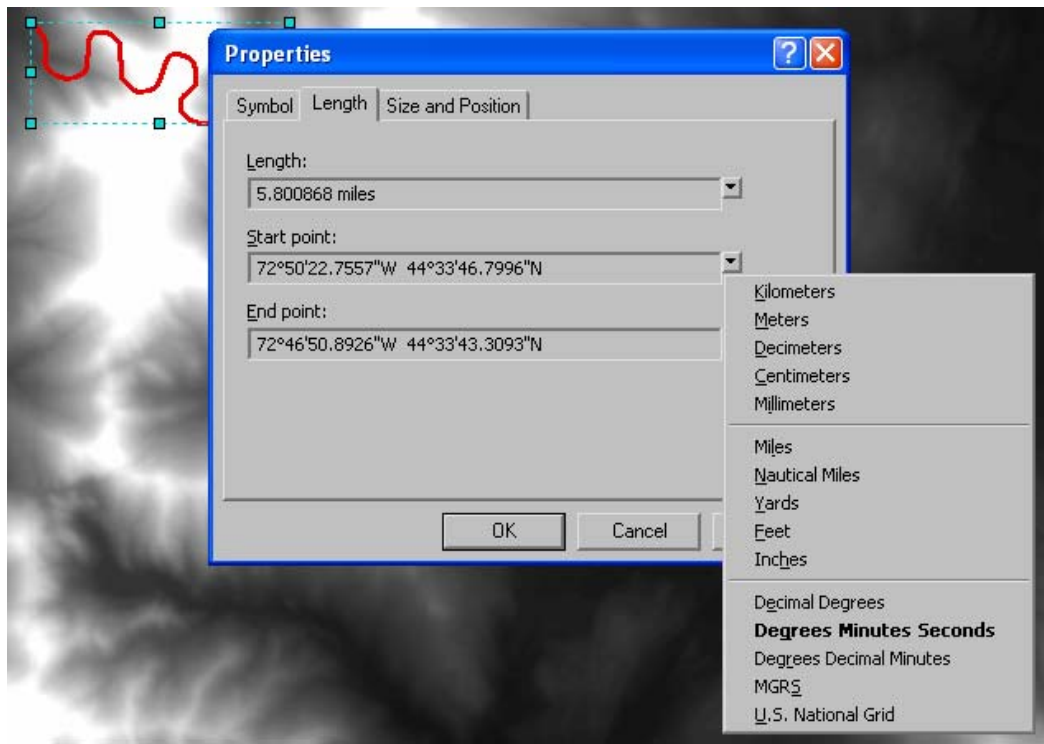 Properties
Symbol Length Size and Position
Length:
5.800868 miles
Start point:
72°50'22.7557"W 44°33'46.7996"N
End point:
72°46'50.8926"W 44°33'43.3093"N
OK Cancel
Kilometers
Meters
Decimeters
Centimeters
Millimeters
Miles
Nautical Miles
Yards
Feet
Inches
Decimal Degrees
Degrees Minutes Seconds
Degrees Decimal Minutes
MGRS
U.S. National Grid